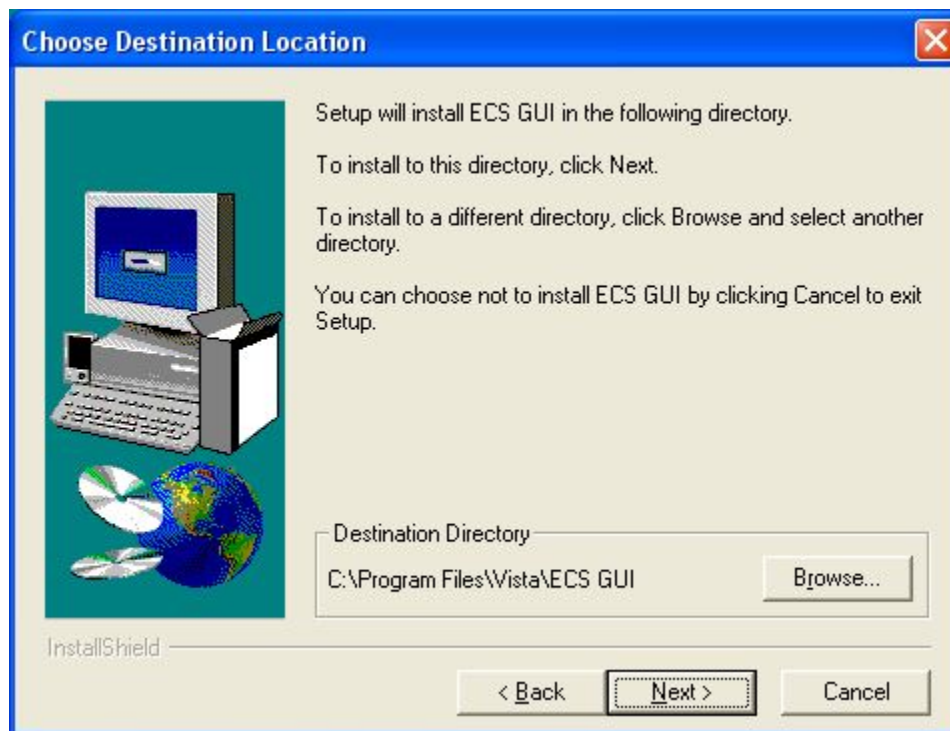 Choose Destination Location
Setup will install ECS GUI in the following directory.
To install to this directory, click Next.
To install to a different directory, click Browse and select another
directory.
You can choose not to install ECS GUI by clicking Cancel to exit
Setup.
Destination Directory
C:\Program Files\Vista\ECS GUI
Browse...
InstallShield
< Back
Next >
Cancel